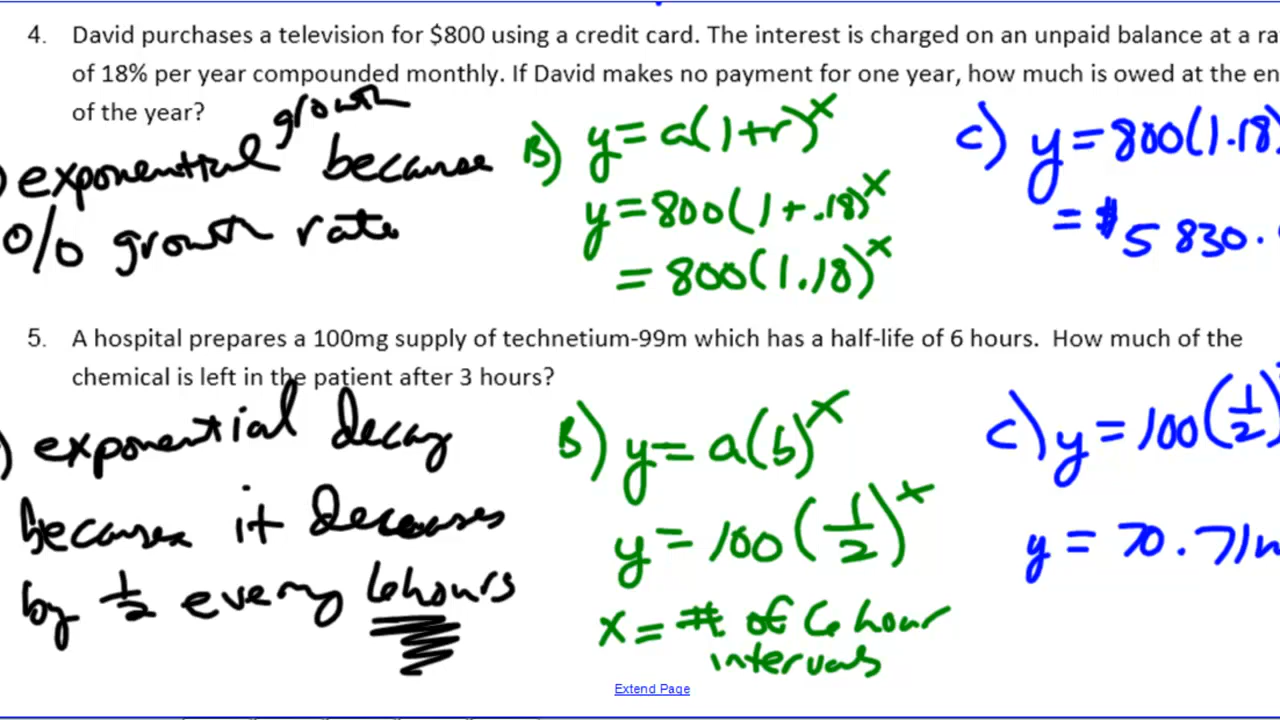 4. David purchases a television for $800 using a credit card. The interest is charged on an unpaid balance at a ra
of 18% per year compounded monthly. If David makes no payment for one year, how much is owed at the en
of the year?
) exponential growth because
% growth rate
B) y = a(1+r)^x
y = 800(1+.18)^x
= 800(1.18)^x
C) y = 800(1.18)
= $5830.
5. A hospital prepares a 100mg supply of technetium-99m which has a half-life of 6 hours. How much of the
chemical is left in the patient after 3 hours?
) exponential decay
because it decreases
by 1/2 every 6 hours
B) y = a(b)^x
y = 100(1/2)^x
x = # of 6 hour
intervals
C) y = 100(1/2)
y = 70.71m
Extend Page